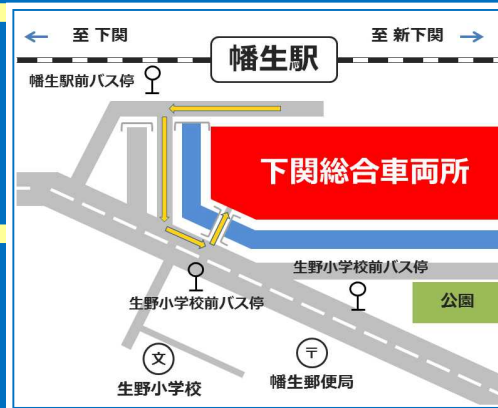 ← 至 下関
至 新下関 →
幡生駅
幡生駅前バス停
下関総合車両所
生野小学校前バス停
生野小学校前バス停
公園
文
〒
生野小学校
幡生郵便局